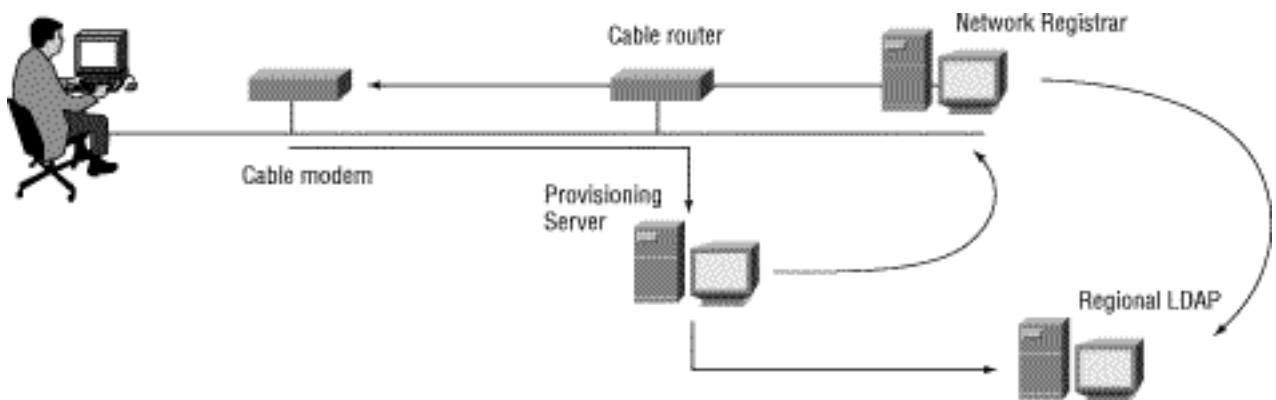 Network Registrar
Cable router
Cable modem
Provisioning
Server
Regional LDAP